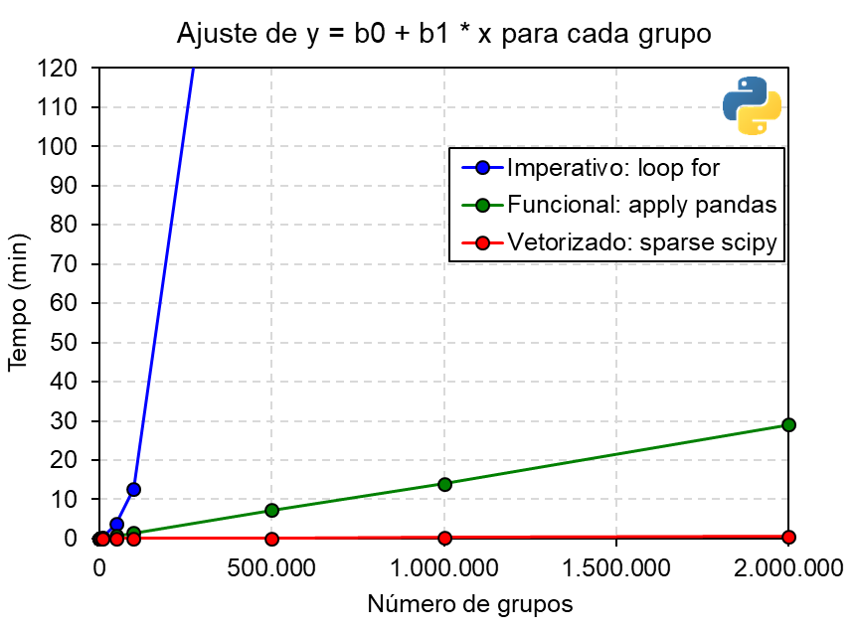 Ajuste de y = b0 + b1 * x para cada grupo
120
110
100
90
80
70
60
50
40
30
20
10
0
Tempo (min)
Imperativo: loop for
Funcional: apply pandas
Vetorizado: sparse scipy
0 500.000 1.000.000 1.500.000 2.000.000
Número de grupos